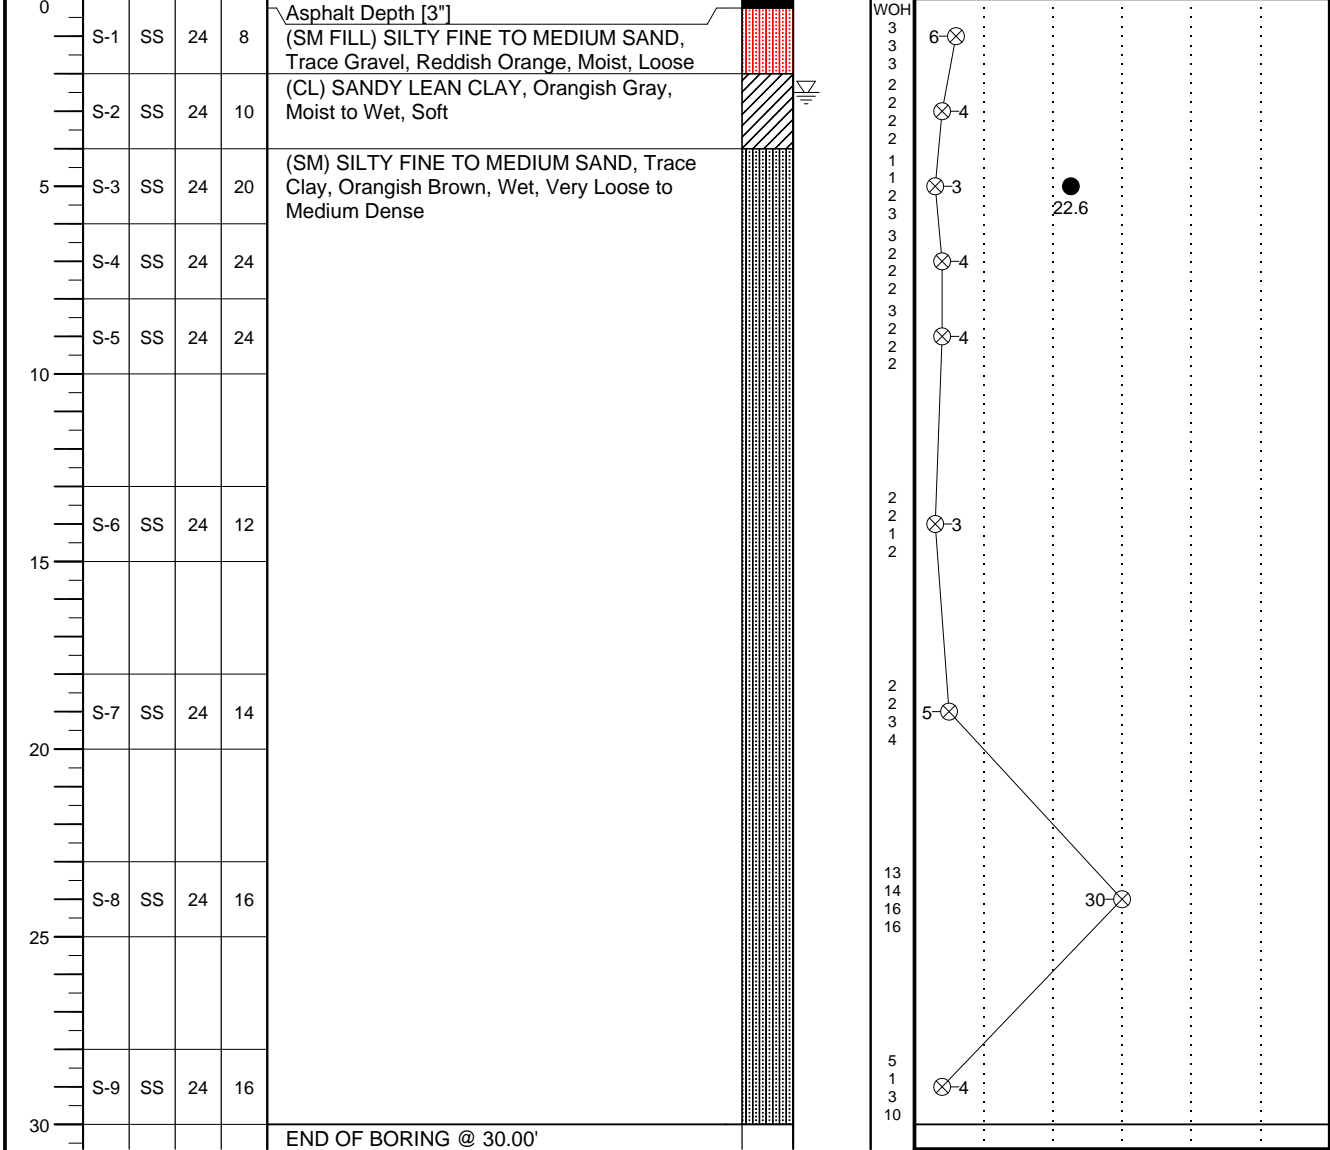 0
Asphalt Depth [3"]
WOH
3
3
3
S-1 SS 24 8
(SM FILL) SILTY FINE TO MEDIUM SAND,
Trace Gravel, Reddish Orange, Moist, Loose
6
S-2 SS 24 10
(CL) SANDY LEAN CLAY, Orangish Gray,
Moist to Wet, Soft
2
2
2
2
4
5
S-3 SS 24 20
(SM) SILTY FINE TO MEDIUM SAND, Trace
Clay, Orangish Brown, Wet, Very Loose to
Medium Dense
1
1
2
3
3
22.6
S-4 SS 24 24
3
2
2
2
4
S-5 SS 24 24
3
2
2
2
4
10
S-6 SS 24 12
2
2
1
2
3
15
S-7 SS 24 14
2
2
3
4
5
20
S-8 SS 24 16
13
14
16
16
30
25
S-9 SS 24 16
5
1
3
10
4
30
END OF BORING @ 30.00'